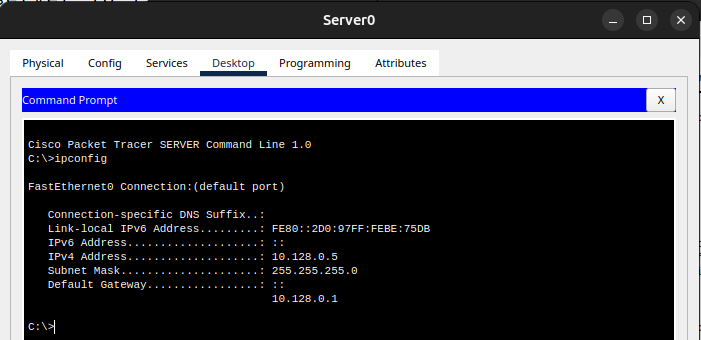 Server0
Physical Config Services Desktop Programming Attributes
Command Prompt X
Cisco Packet Tracer SERVER Command Line 1.0
C:\>ipconfig
FastEthernet0 Connection:(default port)
Connection-specific DNS Suffix..:
Link-local IPv6 Address.........: FE80::2D0:97FF:FEBE:75DB
IPv6 Address....................: ::
IPv4 Address....................: 10.128.0.5
Subnet Mask.....................: 255.255.255.0
Default Gateway.................: ::
10.128.0.1
C:\>